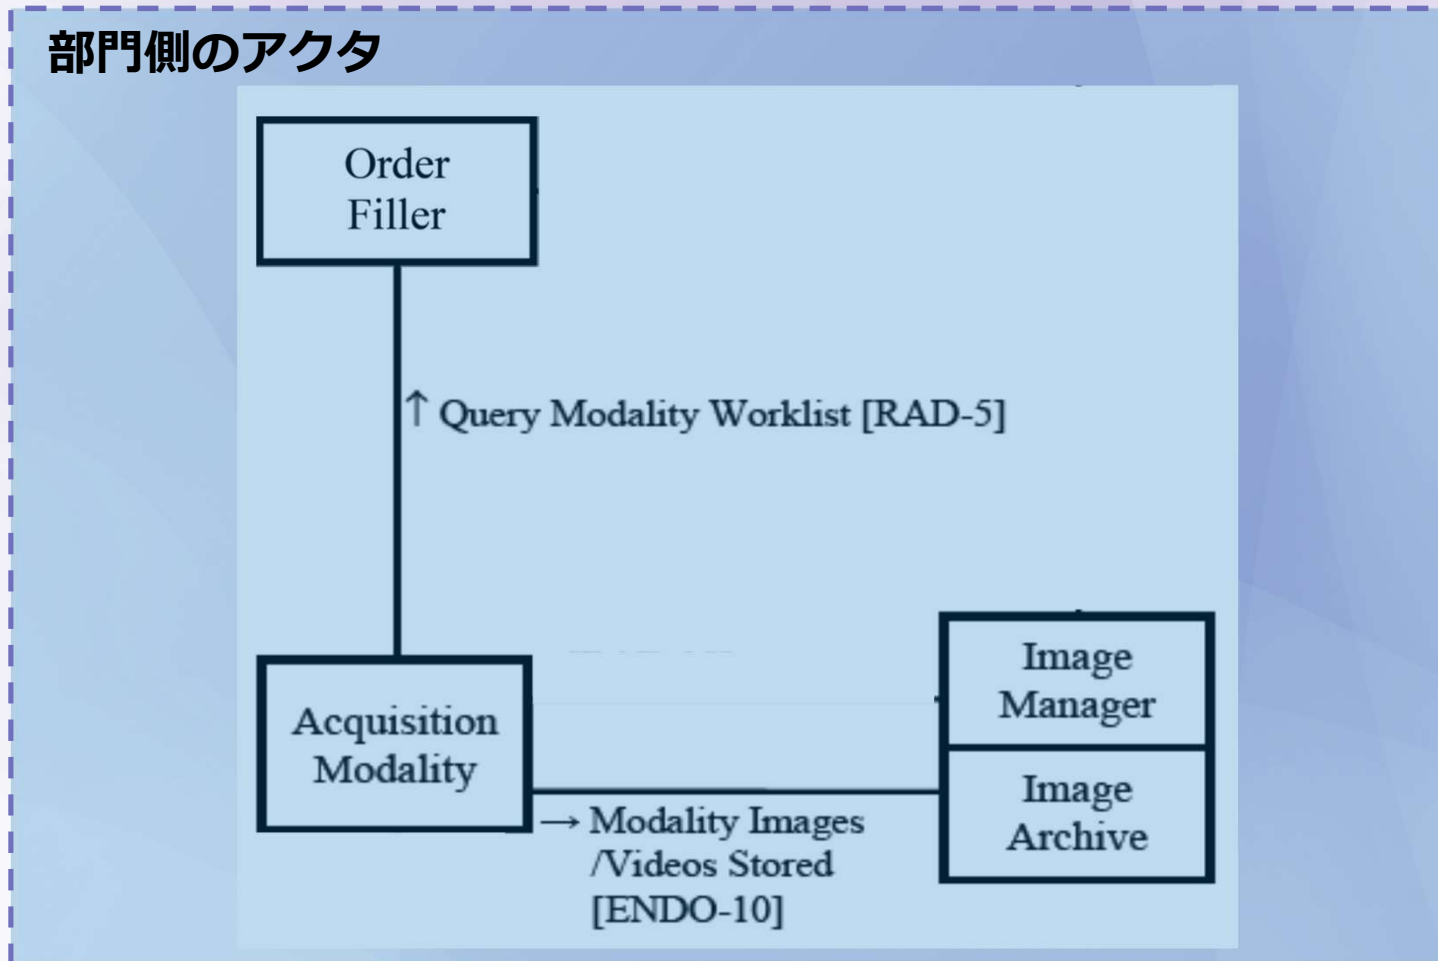 部門側のアクタ
Order
Filler
↑ Query Modality Worklist [RAD-5]
Acquisition
Modality
Image
Manager
Image
Archive
→ Modality Images
/Videos Stored
[ENDO-10]